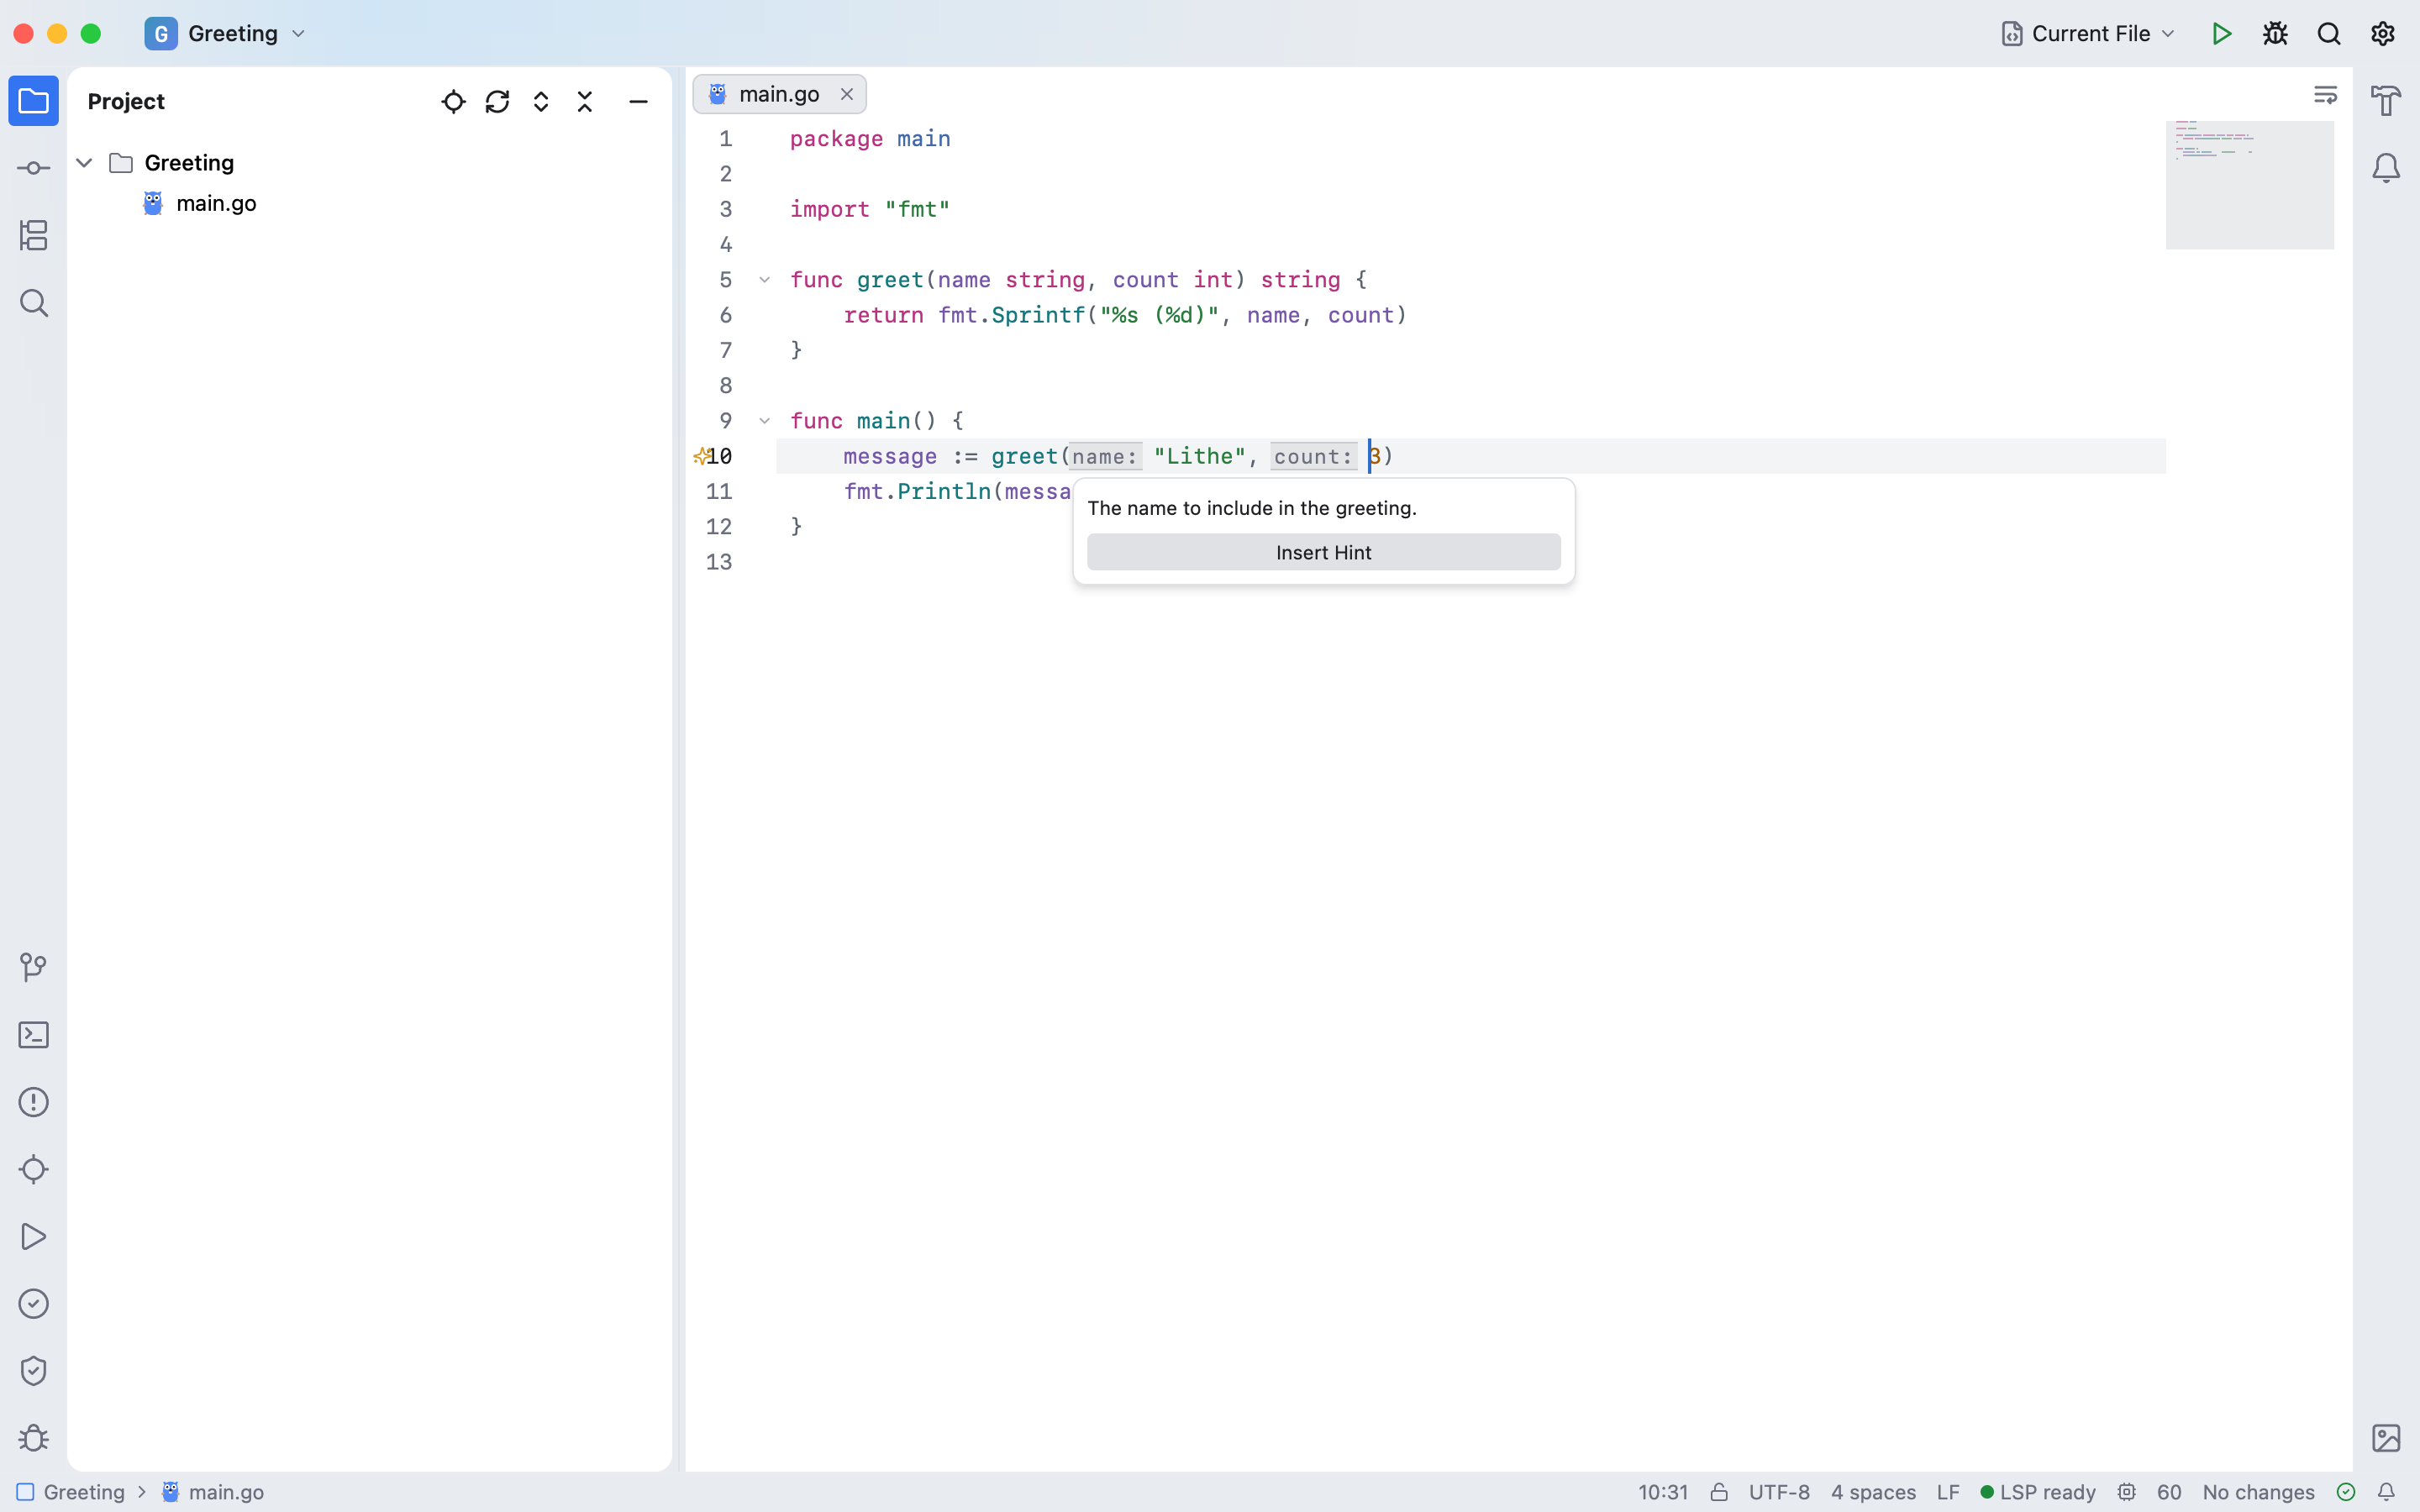 G Greeting
Current File
Project
Greeting
main.go
main.go
1 package main
2
3 import "fmt"
4
5 func greet(name string, count int) string {
6 return fmt.Sprintf("%s (%d)", name, count)
7 }
8
9 func main() {
10 message := greet(name: "Lithe", count: 3)
11 fmt.Println(messa
12 }
13
The name to include in the greeting.
Insert Hint
Greeting > main.go
10:31 UTF-8 4 spaces LF LSP ready 60 No changes